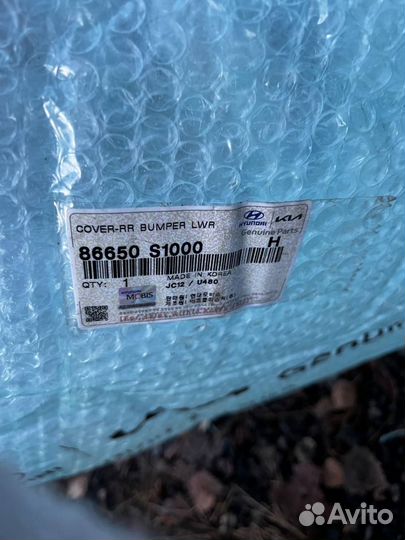 COVER-RR BUMPER LWR
HYUNDAI KIA
Genuine Parts
86650 S1000 H
MADE IN KOREA
QTY: 1 JC12 / U480
MOBIS
Avito